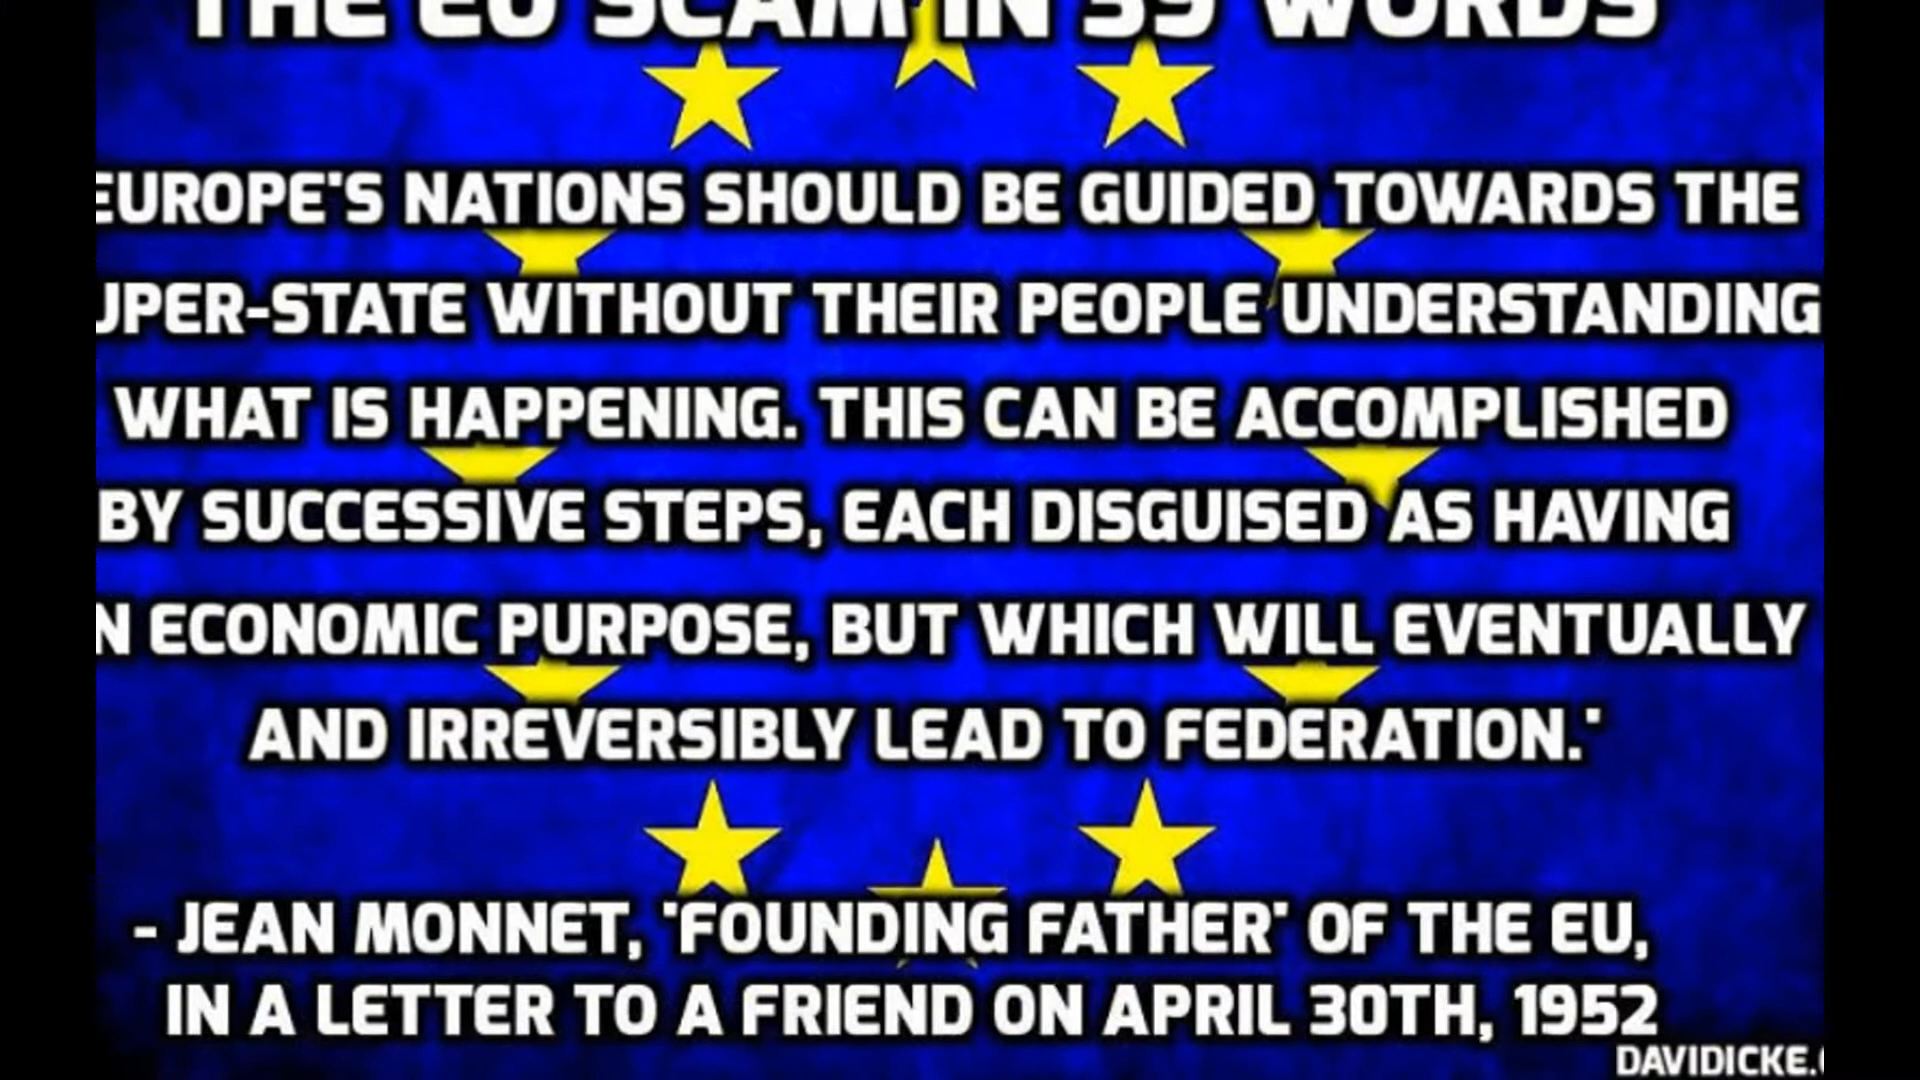 THE EU SCAM IN 39 WORDS
EUROPE'S NATIONS SHOULD BE GUIDED TOWARDS THE
UPER-STATE WITHOUT THEIR PEOPLE UNDERSTANDING
WHAT IS HAPPENING. THIS CAN BE ACCOMPLISHED
BY SUCCESSIVE STEPS, EACH DISGUISED AS HAVING
N ECONOMIC PURPOSE, BUT WHICH WILL EVENTUALLY
AND IRREVERSIBLY LEAD TO FEDERATION.'
- JEAN MONNET, 'FOUNDING FATHER' OF THE EU,
IN A LETTER TO A FRIEND ON APRIL 30TH, 1952
DAVIDICKE.